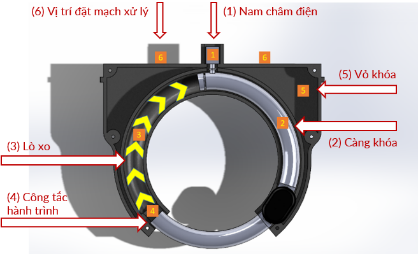 (6) Vị trí đặt mạch xử lý
(1) Nam châm điện
6
1
6
(5) Vỏ khóa
5
(3) Lò xo
3
2
(2) Càng khóa
(4) Công tắc
hành trình
4